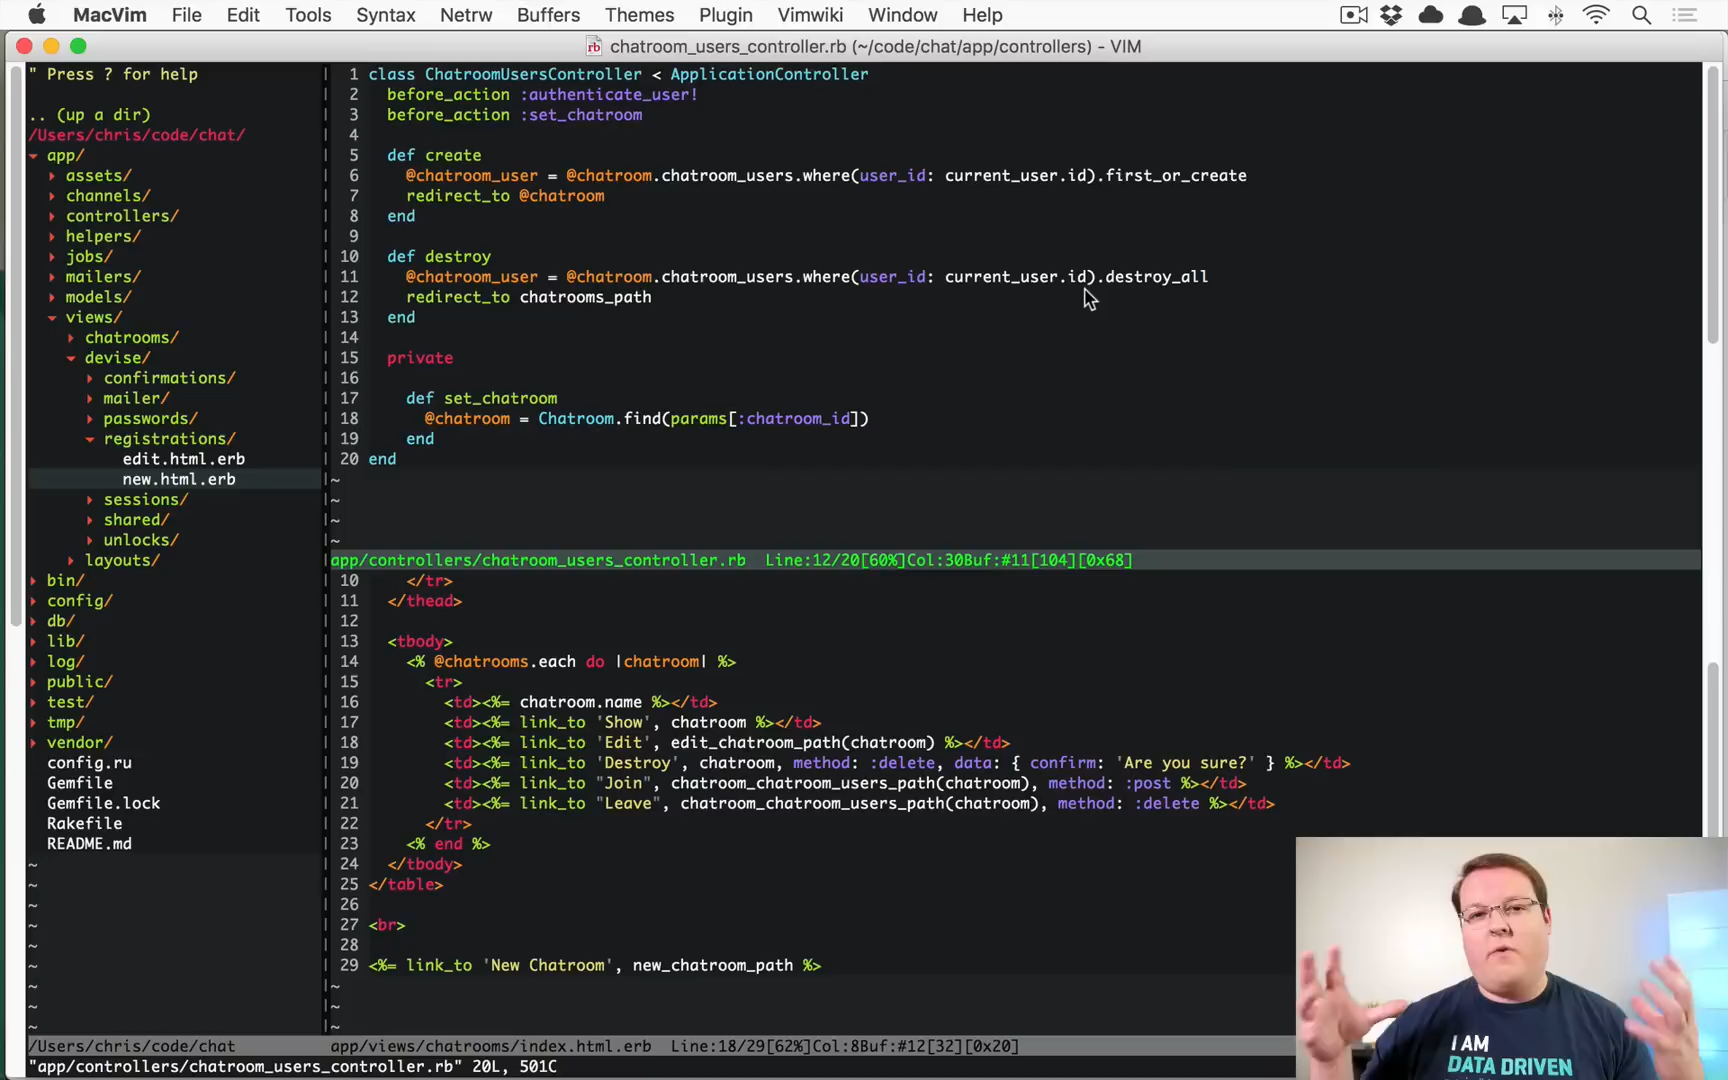 MacVim File Edit Tools Syntax Netrw Buffers Themes Plugin Vimwiki Window Help
chatroom_users_controller.rb (~/code/chat/app/controllers) - VIM
" Press ? for help
.. (up a dir)
/Users/chris/code/chat/
app/
assets/
channels/
controllers/
helpers/
jobs/
mailers/
models/
views/
chatrooms/
devise/
confirmations/
mailer/
passwords/
registrations/
edit.html.erb
new.html.erb
sessions/
shared/
unlocks/
layouts/
bin/
config/
db/
lib/
log/
public/
test/
tmp/
vendor/
config.ru
Gemfile
Gemfile.lock
Rakefile
README.md
~
~
~
~
~
~
~
~
~
/Users/chris/code/chat
1 class ChatroomUsersController < ApplicationController
2 before_action :authenticate_user!
3 before_action :set_chatroom
4
5 def create
6 @chatroom_user = @chatroom.chatroom_users.where(user_id: current_user.id).first_or_create
7 redirect_to @chatroom
8 end
9
10 def destroy
11 @chatroom_user = @chatroom.chatroom_users.where(user_id: current_user.id).destroy_all
12 redirect_to chatrooms_path
13 end
14
15 private
16
17 def set_chatroom
18 @chatroom = Chatroom.find(params[:chatroom_id])
19 end
20 end
~
~
~
~
app/controllers/chatroom_users_controller.rb Line:12/20[60%]Col:30Buf:#11[104][0x68]
10 </tr>
11 </thead>
12
13 <tbody>
14 <% @chatrooms.each do |chatroom| %>
15 <tr>
16 <td><%= chatroom.name %></td>
17 <td><%= link_to 'Show', chatroom %></td>
18 <td><%= link_to 'Edit', edit_chatroom_path(chatroom) %></td>
19 <td><%= link_to 'Destroy', chatroom, method: :delete, data: { confirm: 'Are you sure?' } %></td>
20 <td><%= link_to "Join", chatroom_chatroom_users_path(chatroom), method: :post %></td>
21 <td><%= link_to "Leave", chatroom_chatroom_users_path(chatroom), method: :delete %></td>
22 </tr>
23 <% end %>
24 </tbody>
25 </table>
26
27 <br>
28
29 <%= link_to 'New Chatroom', new_chatroom_path %>
~
~
~
app/views/chatrooms/index.html.erb Line:18/29[62%]Col:8Buf:#12[32][0x20]
"app/controllers/chatroom_users_controller.rb" 20L, 501C
I AM
DATA DRIVEN